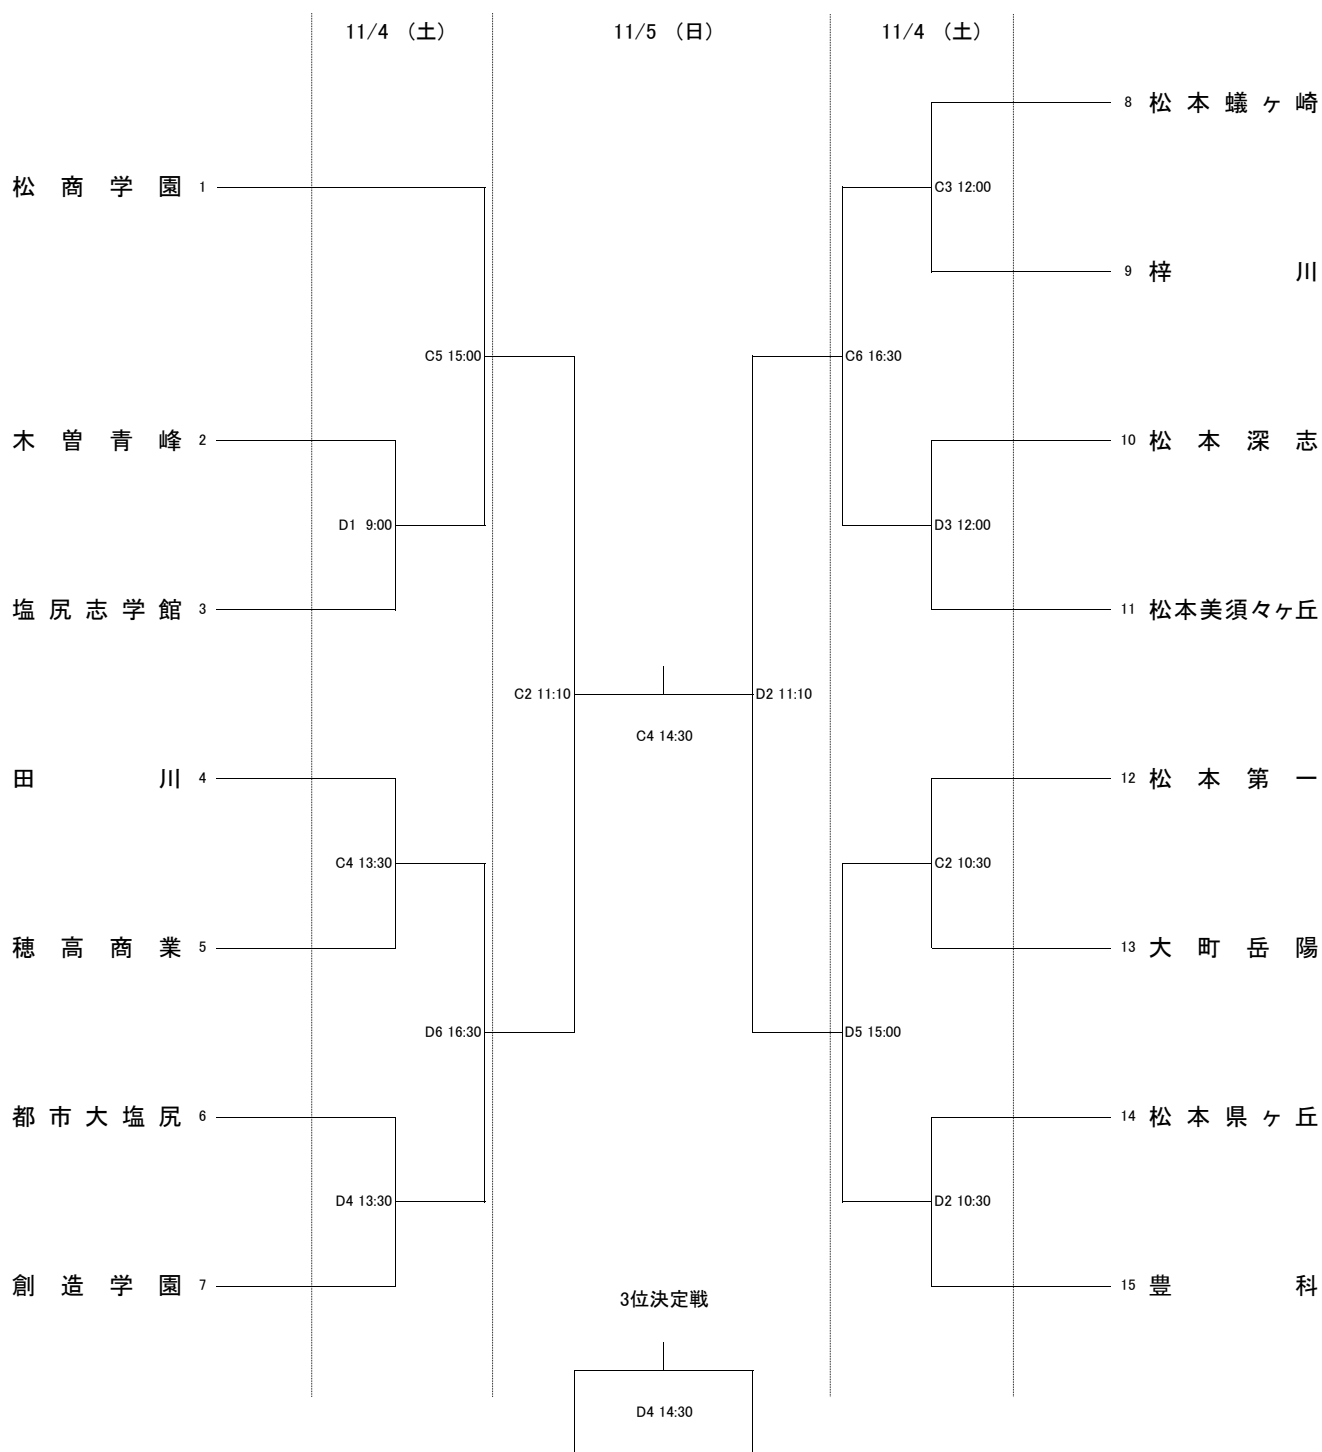 11/4 （土） 11/5 （日） 11/4 （土）
8 松本蟻ヶ崎
松商学園 1
C3 12:00
9 梓川
C5 15:00
C6 16:30
木曽青峰 2
10 松本深志
D1 9:00
D3 12:00
塩尻志学館 3
11 松本美須々ヶ丘
C2 11:10
D2 11:10
C4 14:30
田川 4
12 松本第一
C4 13:30
C2 10:30
穂高商業 5
13 大町岳陽
D6 16:30
D5 15:00
都市大塩尻 6
14 松本県ヶ丘
D4 13:30
D2 10:30
創造学園 7
15 豊科
3位決定戦
D4 14:30